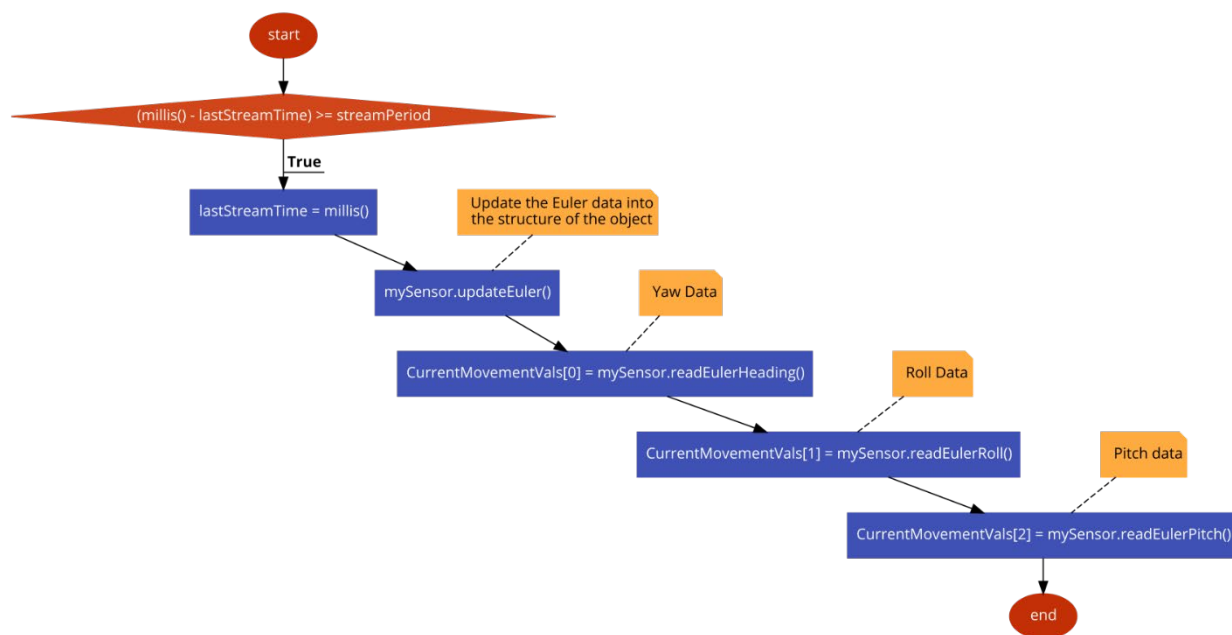 start
(millis() - lastStreamTime) >= streamPeriod
True
lastStreamTime = millis()
Update the Euler data into
the structure of the object
mySensor.updateEuler()
Yaw Data
CurrentMovementVals[0] = mySensor.readEulerHeading()
Roll Data
CurrentMovementVals[1] = mySensor.readEulerRoll()
Pitch data
CurrentMovementVals[2] = mySensor.readEulerPitch()
end